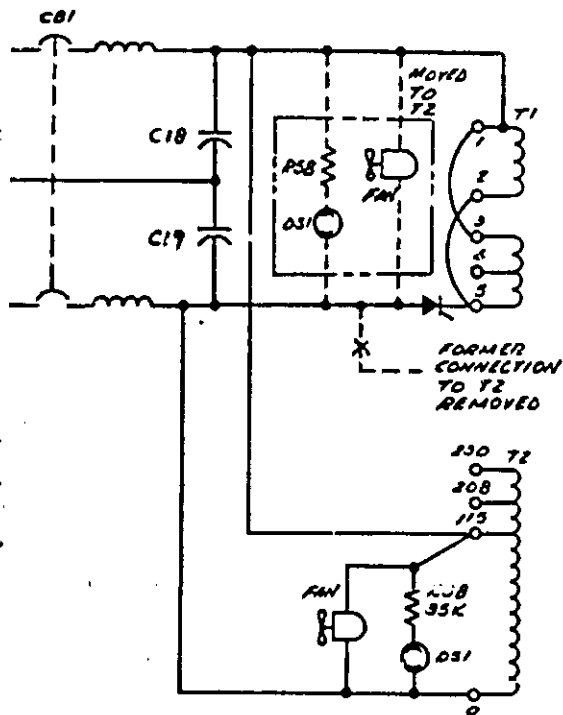 CB1
MOVED
TO
T2
T1
C18
1
R58
FAN
2
DS1
3
C19
4
5
FORMER
CONNECTION
TO T2
REMOVED
230
T2
208
115
FAN
35K
DS1
0